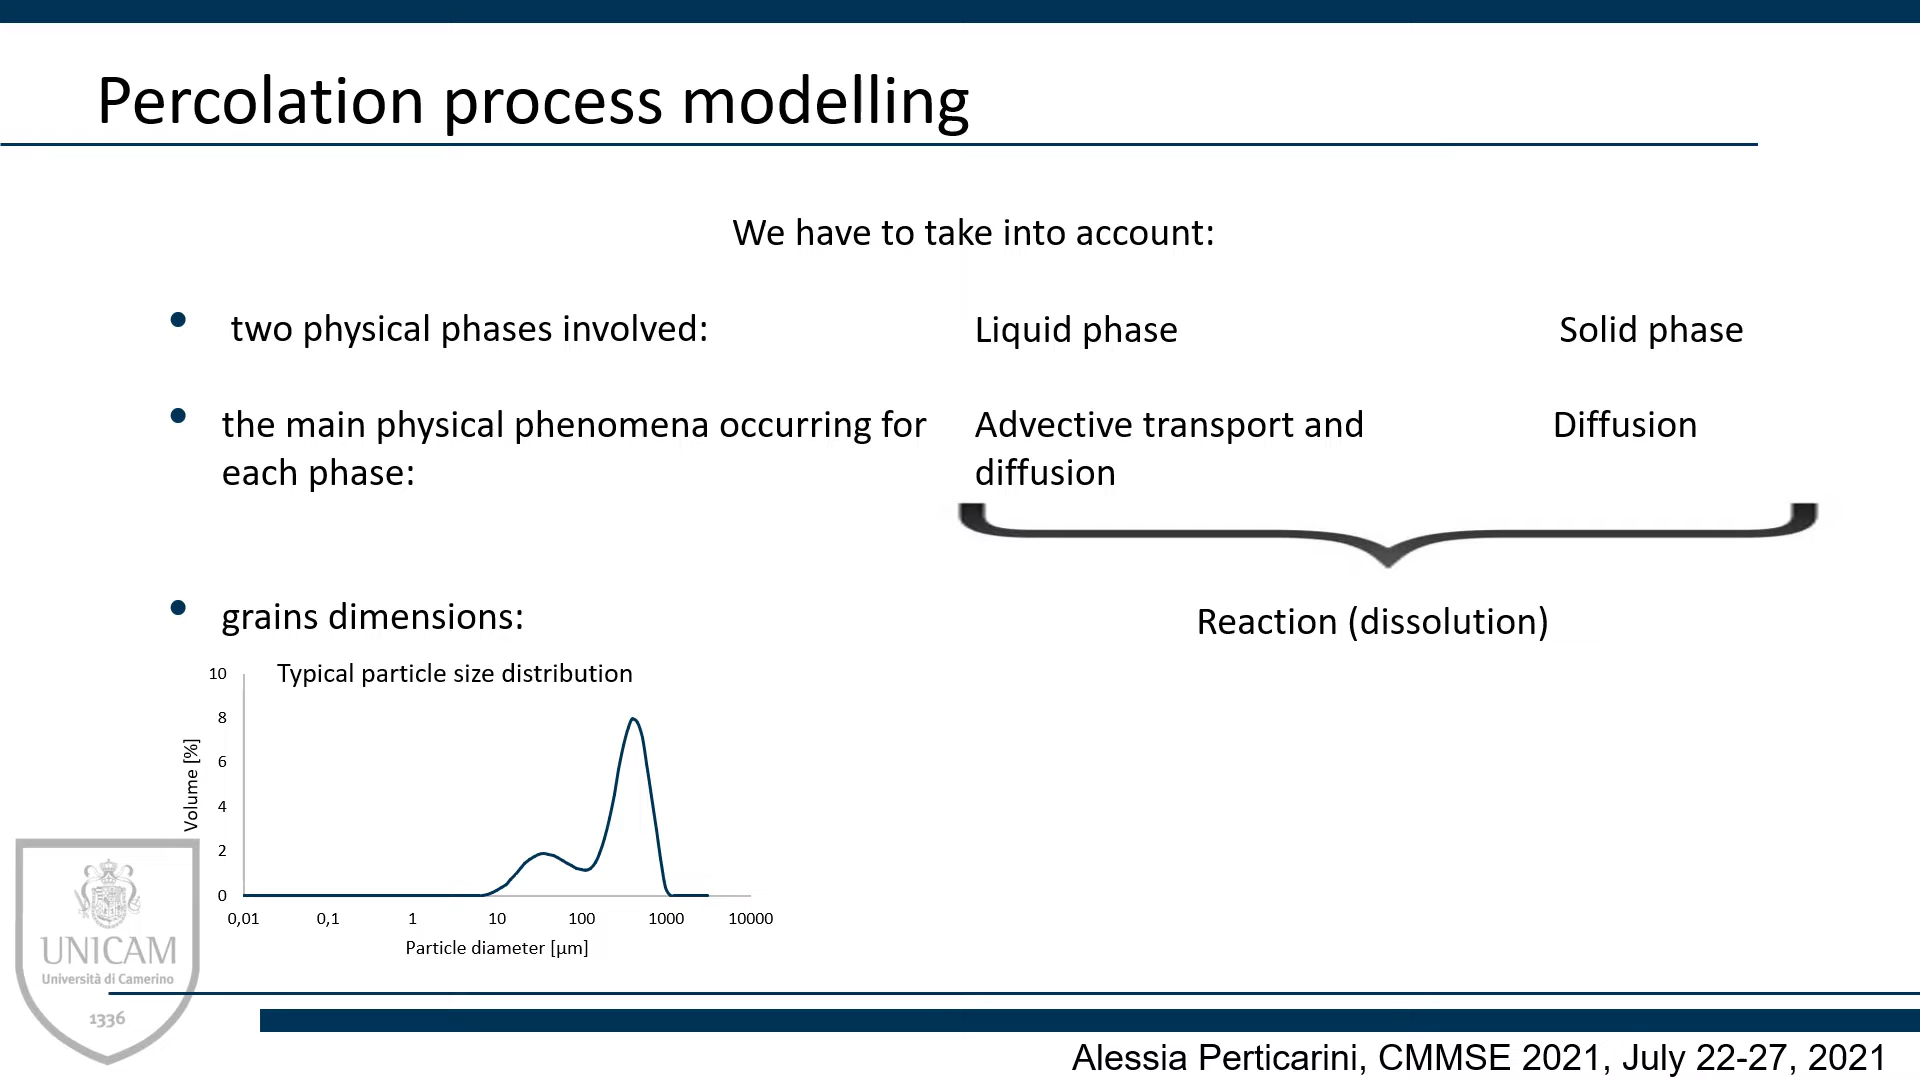 Percolation process modelling
We have to take into account:
two physical phases involved:
Liquid phase
Solid phase
the main physical phenomena occurring for
each phase:
Advective transport and
diffusion
Diffusion
grains dimensions:
Reaction (dissolution)
Typical particle size distribution
10
8
6
4
2
0
Volume [%]
0,01 0,1 1 10 100 1000 10000
Particle diameter [µm]
UNICAM
Università di Camerino
1336
Alessia Perticarini, CMMSE 2021, July 22-27, 2021